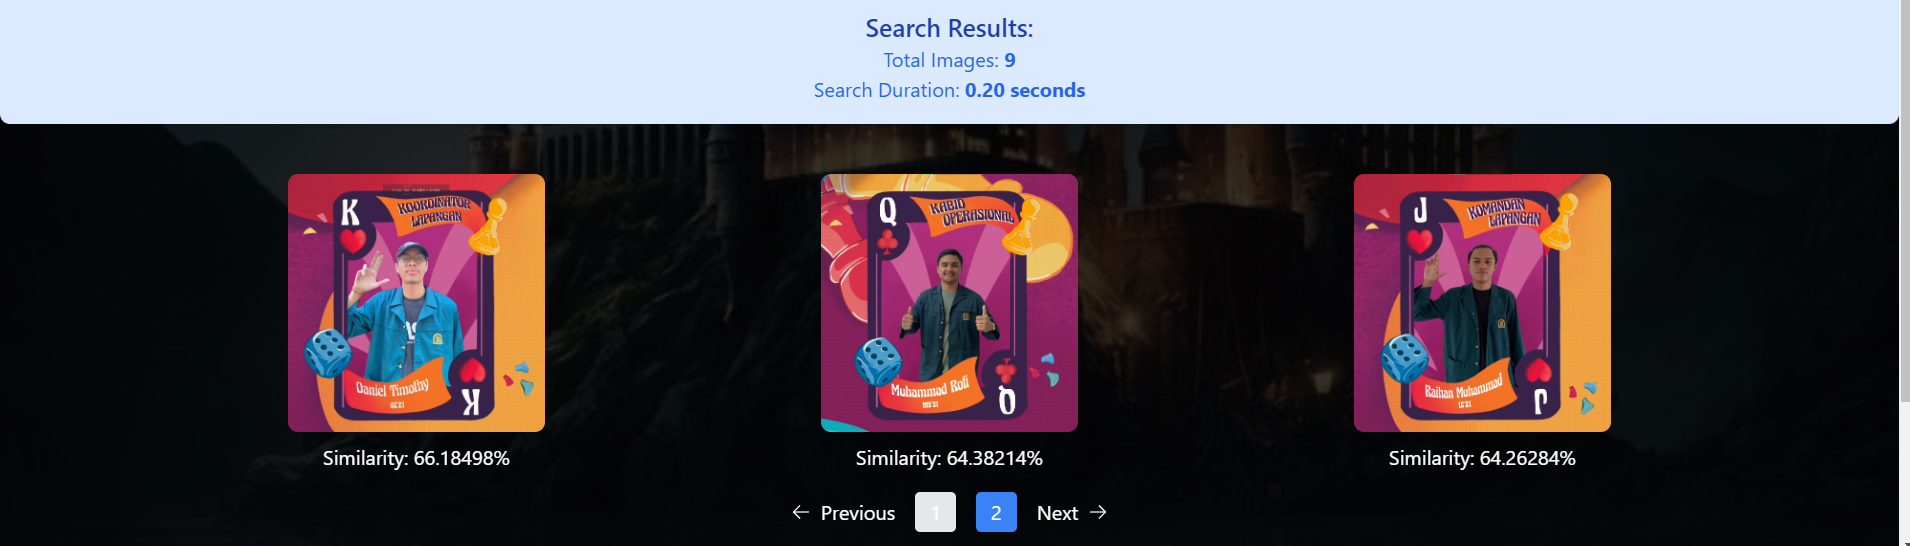 Search Results:
Total Images: 9
Search Duration: 0.20 seconds
K
KOORDINATOR
LAPANGAN
Daniel Timothy
K
Similarity: 66.18498%
Q
KABID
OPERASIONAL
Muhammad Rofi
Q
Similarity: 64.38214%
J
KOMANDAN
LAPANGAN
Raihan Muhammad
J
Similarity: 64.26284%
← Previous 1 2 Next →